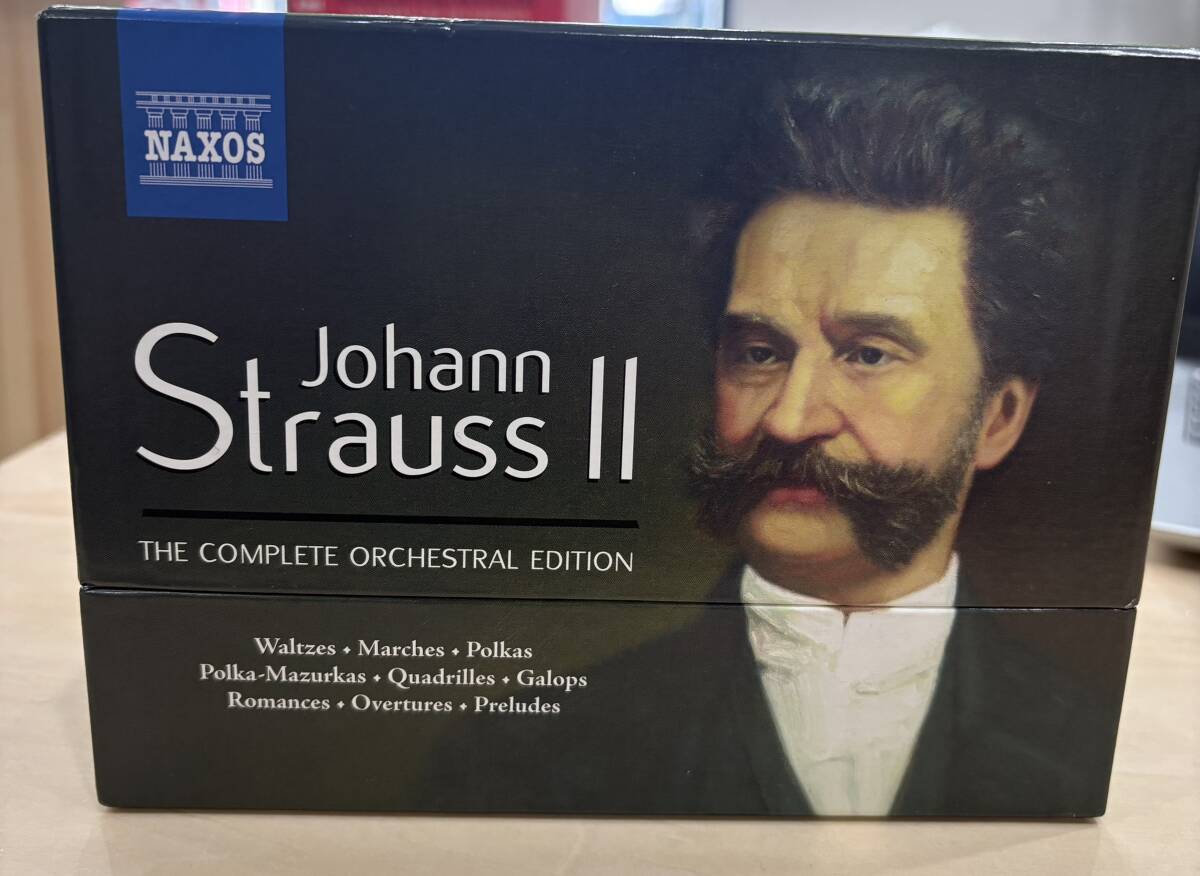 NAXOS
Johann
Strauss II
THE COMPLETE ORCHESTRAL EDITION
Waltzes • Marches • Polkas
Polka-Mazurkas • Quadrilles • Galops
Romances • Overtures • Preludes